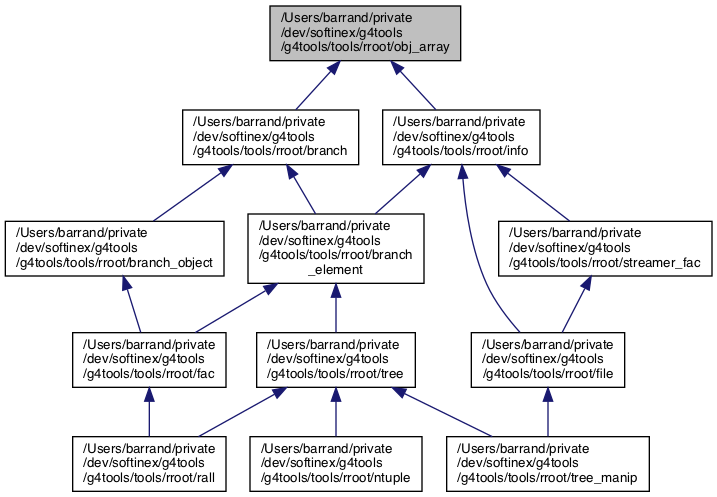 /Users/barrand/private
/dev/softinex/g4tools
/g4tools/tools/rroot/obj_array
/Users/barrand/private
/dev/softinex/g4tools
/g4tools/tools/rroot/branch
/Users/barrand/private
/dev/softinex/g4tools
/g4tools/tools/rroot/info
/Users/barrand/private
/dev/softinex/g4tools
/g4tools/tools/rroot/branch_object
/Users/barrand/private
/dev/softinex/g4tools
/g4tools/tools/rroot/branch
_element
/Users/barrand/private
/dev/softinex/g4tools
/g4tools/tools/rroot/streamer_fac
/Users/barrand/private
/dev/softinex/g4tools
/g4tools/tools/rroot/fac
/Users/barrand/private
/dev/softinex/g4tools
/g4tools/tools/rroot/tree
/Users/barrand/private
/dev/softinex/g4tools
/g4tools/tools/rroot/file
/Users/barrand/private
/dev/softinex/g4tools
/g4tools/tools/rroot/rall
/Users/barrand/private
/dev/softinex/g4tools
/g4tools/tools/rroot/ntuple
/Users/barrand/private
/dev/softinex/g4tools
/g4tools/tools/rroot/tree_manip